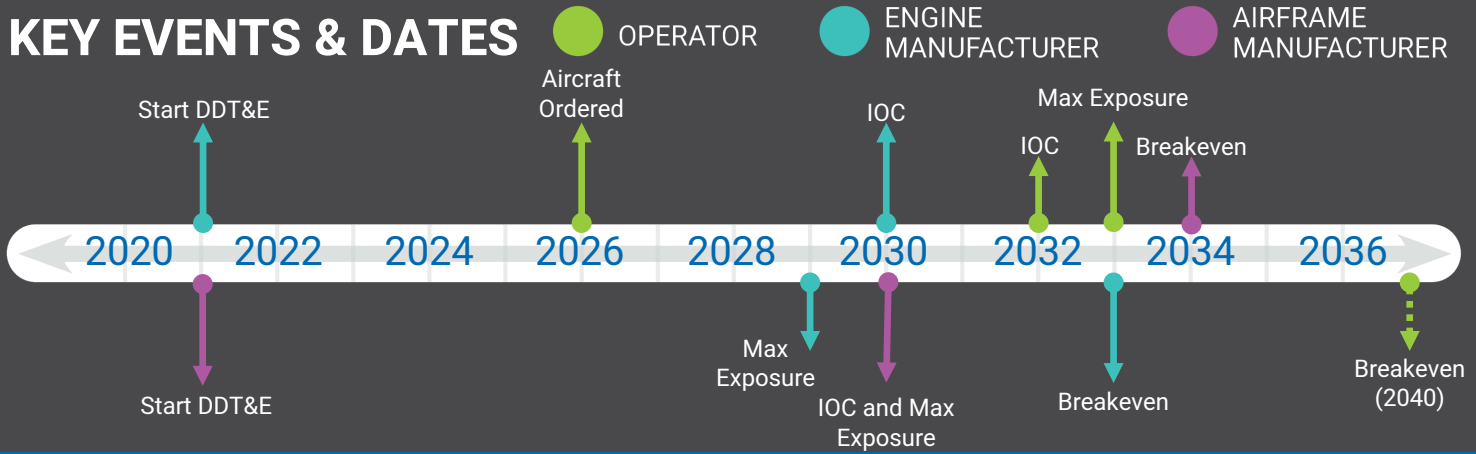 KEY EVENTS & DATES
OPERATOR
ENGINE
MANUFACTURER
AIRFRAME
MANUFACTURER
Start DDT&E
Aircraft
Ordered
IOC
IOC
Max Exposure
Breakeven
2020 2022 2024 2026 2028 2030 2032 2034 2036
Start DDT&E
Max
Exposure
IOC and Max
Exposure
Breakeven
Breakeven
(2040)